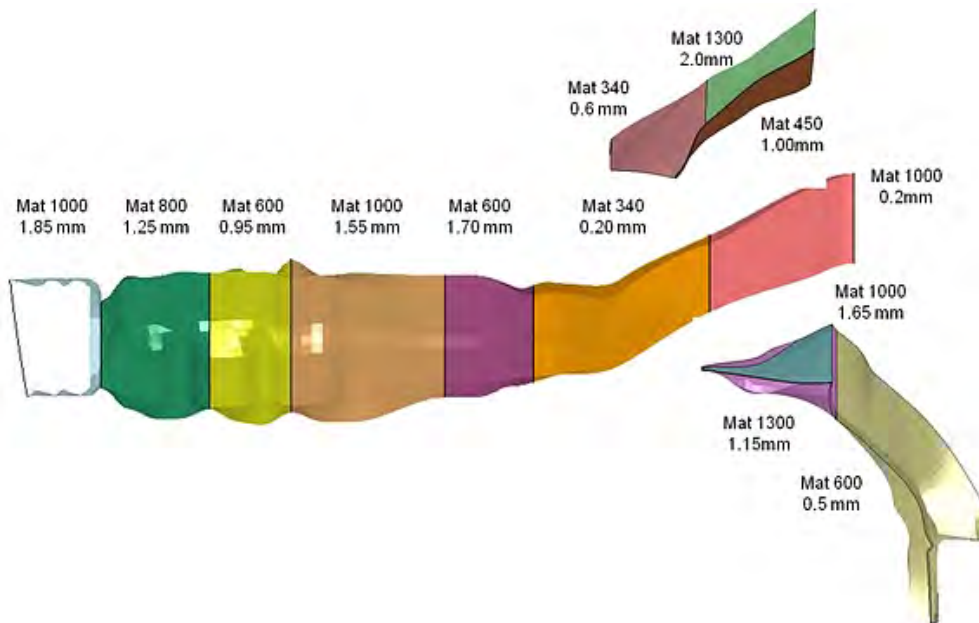 Mat 1300
2.0mm
Mat 340
0.6 mm
Mat 450
1.00mm
Mat 1000
1.85 mm
Mat 800
1.25 mm
Mat 600
0.95 mm
Mat 1000
1.55 mm
Mat 600
1.70 mm
Mat 340
0.20 mm
Mat 1000
0.2mm
Mat 1000
1.65 mm
Mat 1300
1.15mm
Mat 600
0.5 mm